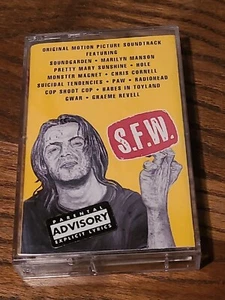 ORIGINAL MOTION PICTURE SOUNDTRACK
FEATURING
SOUNDGARDEN • MARILYN MANSON
PRETTY MARY SUNSHINE • HOLE
MONSTER MAGNET • CHRIS CORNELL
SUICIDAL TENDENCIES • PAW • RADIOHEAD
COP SHOOT COP • BABES IN TOYLAND
GWAR • GRAEME REVELL
S.F.W.
PARENTAL
ADVISORY
EXPLICIT LYRICS